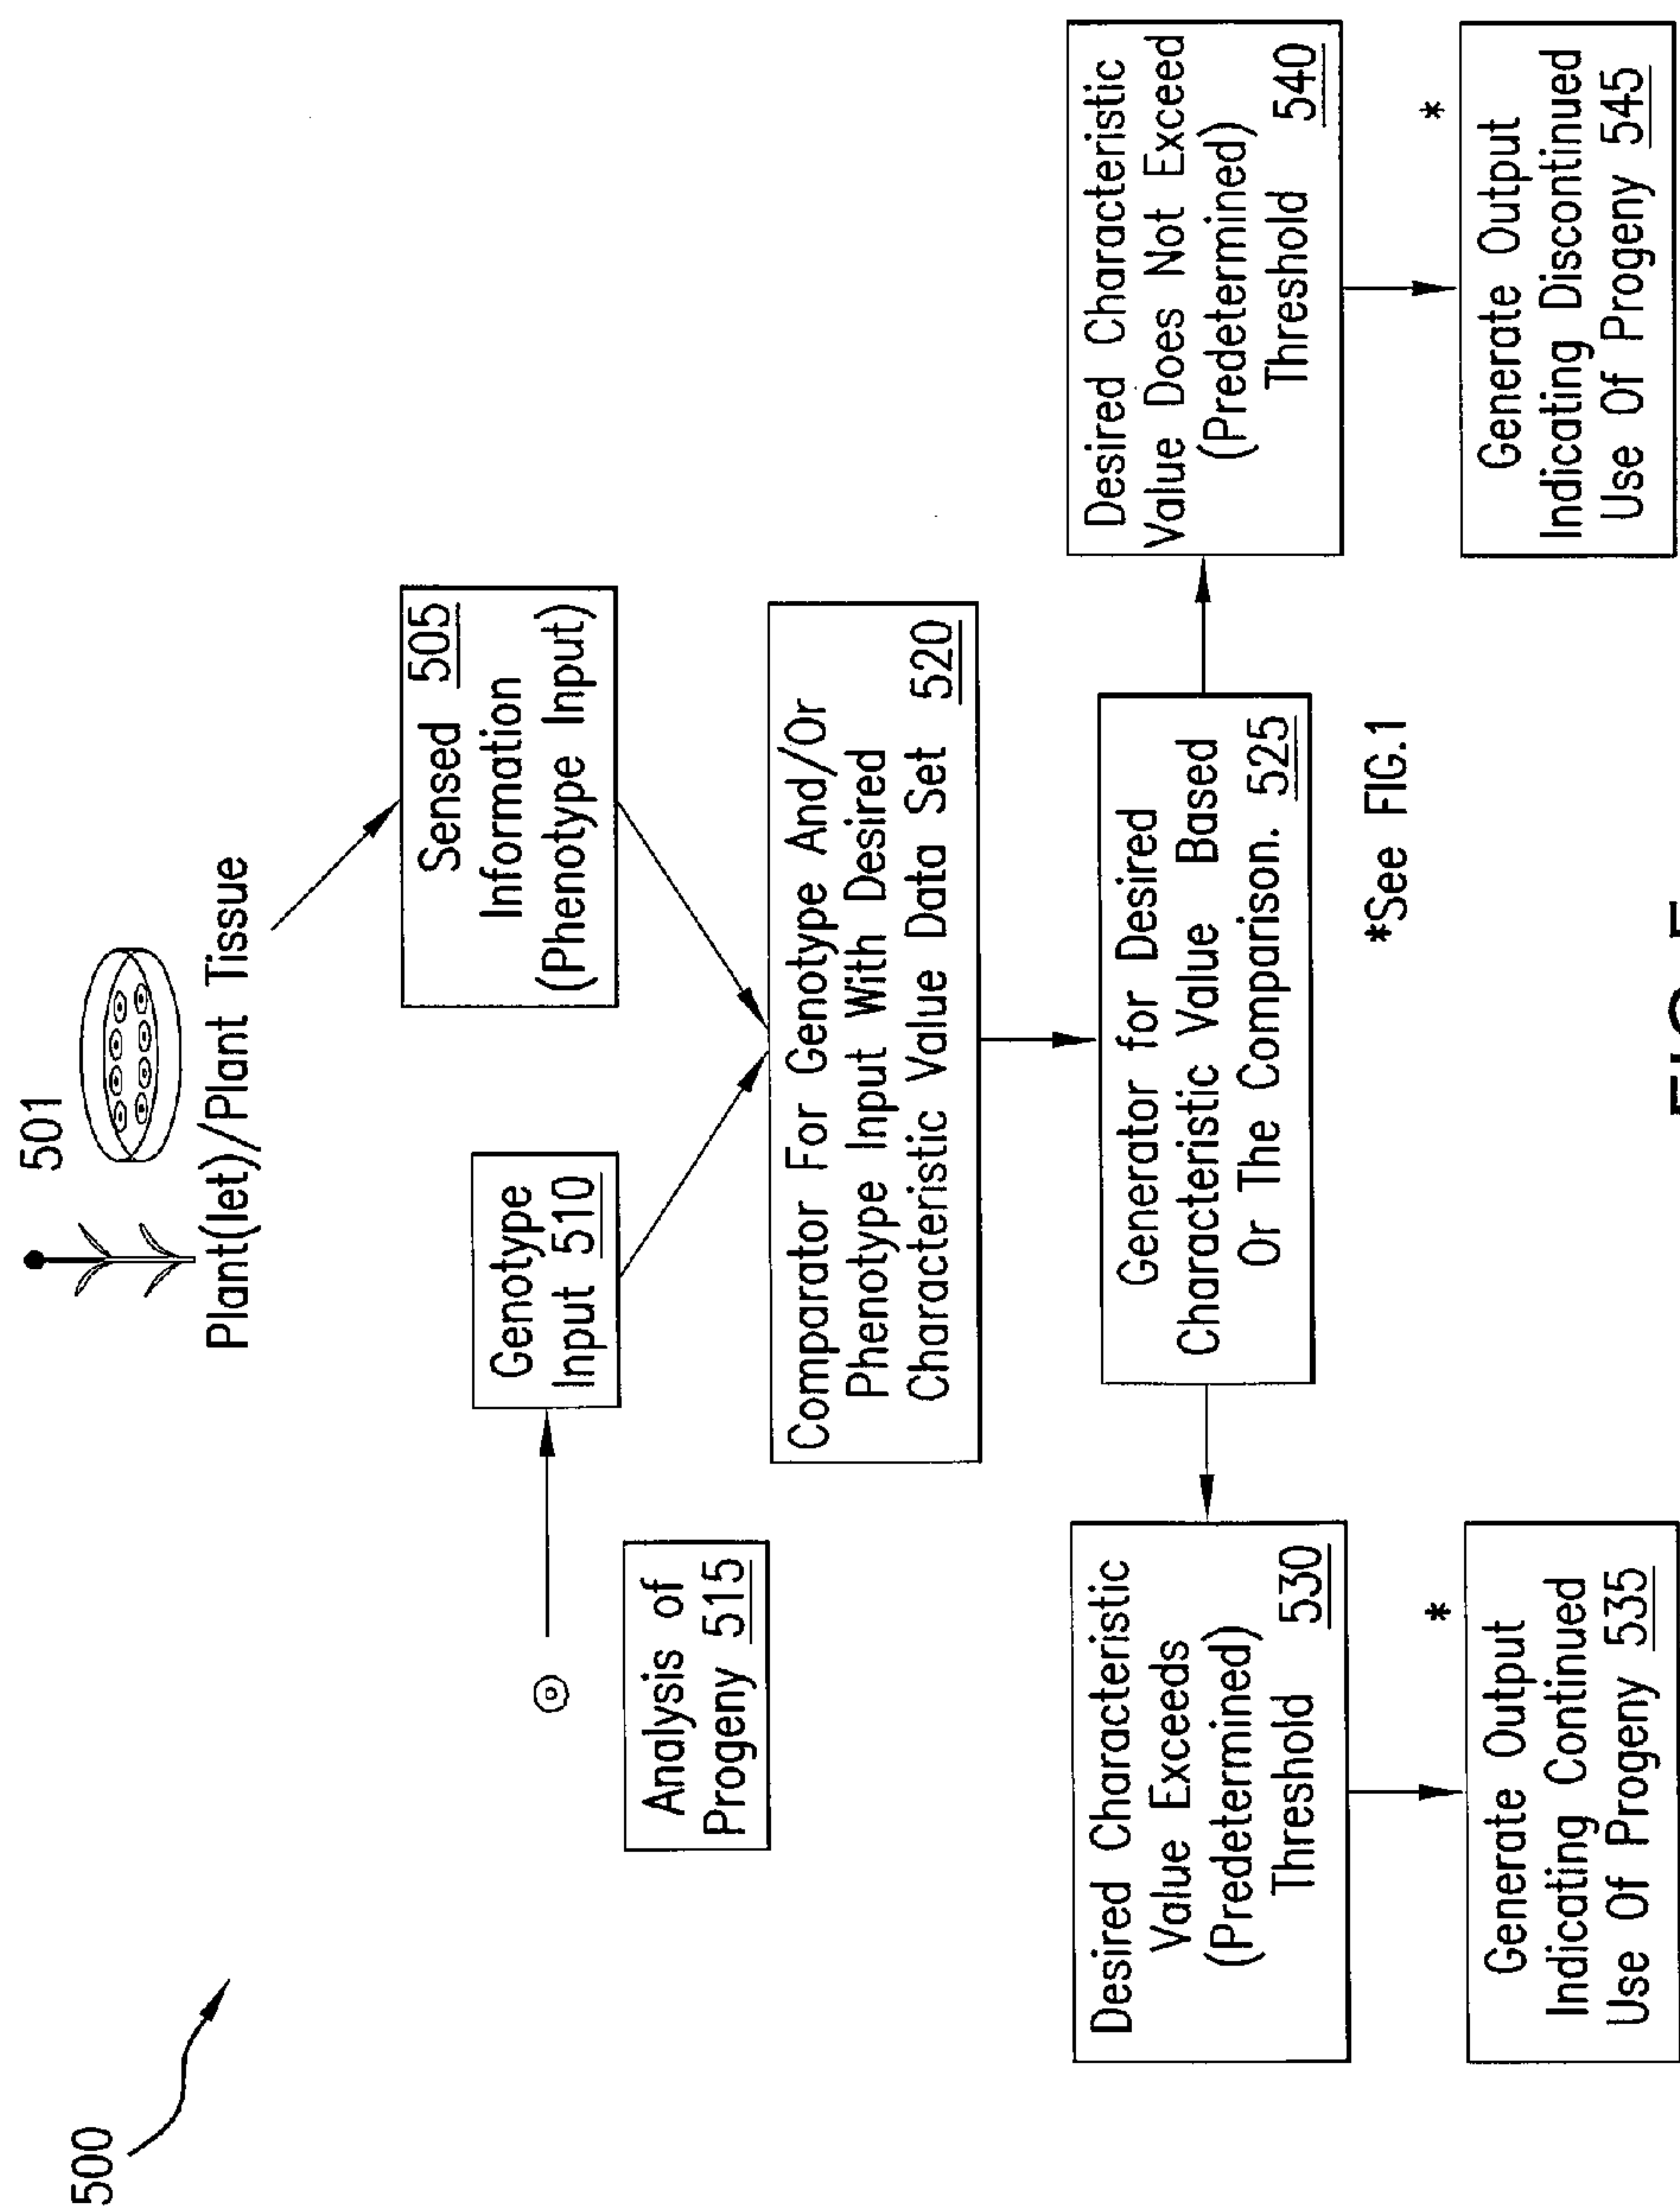 500
501
Plant(let)/Plant Tissue
Sensed 505
Information
(Phenotype Input)
Genotype
Input 510
Analysis of
Progeny 515
Comparator For Genotype And/Or
Phenotype Input With Desired
Characteristic Value Data Set 520
Generator for Desired
Characteristic Value Based
Or The Comparison. 525
Desired Characteristic
Value Exceeds
(Predetermined)
Threshold 530
Desired Characteristic
Value Does Not Exceed
(Predetermined)
Threshold 540
*
Generate Output
Indicating Continued
Use Of Progeny 535
*
Generate Output
Indicating Discontinued
Use Of Progeny 545
*See FIG.1